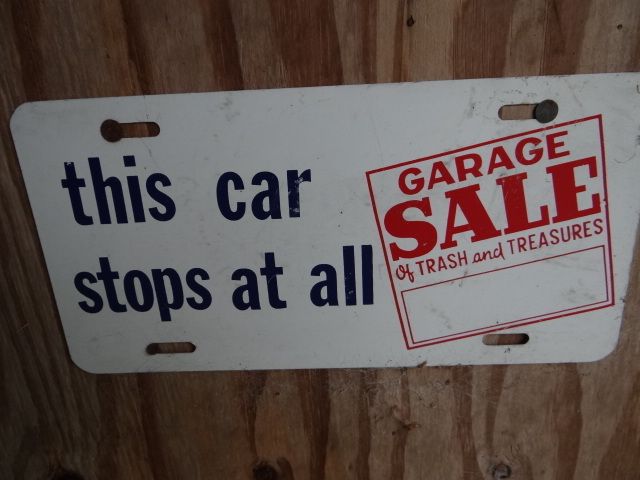 this car
stops at all
GARAGE
SALE
of TRASH and TREASURES